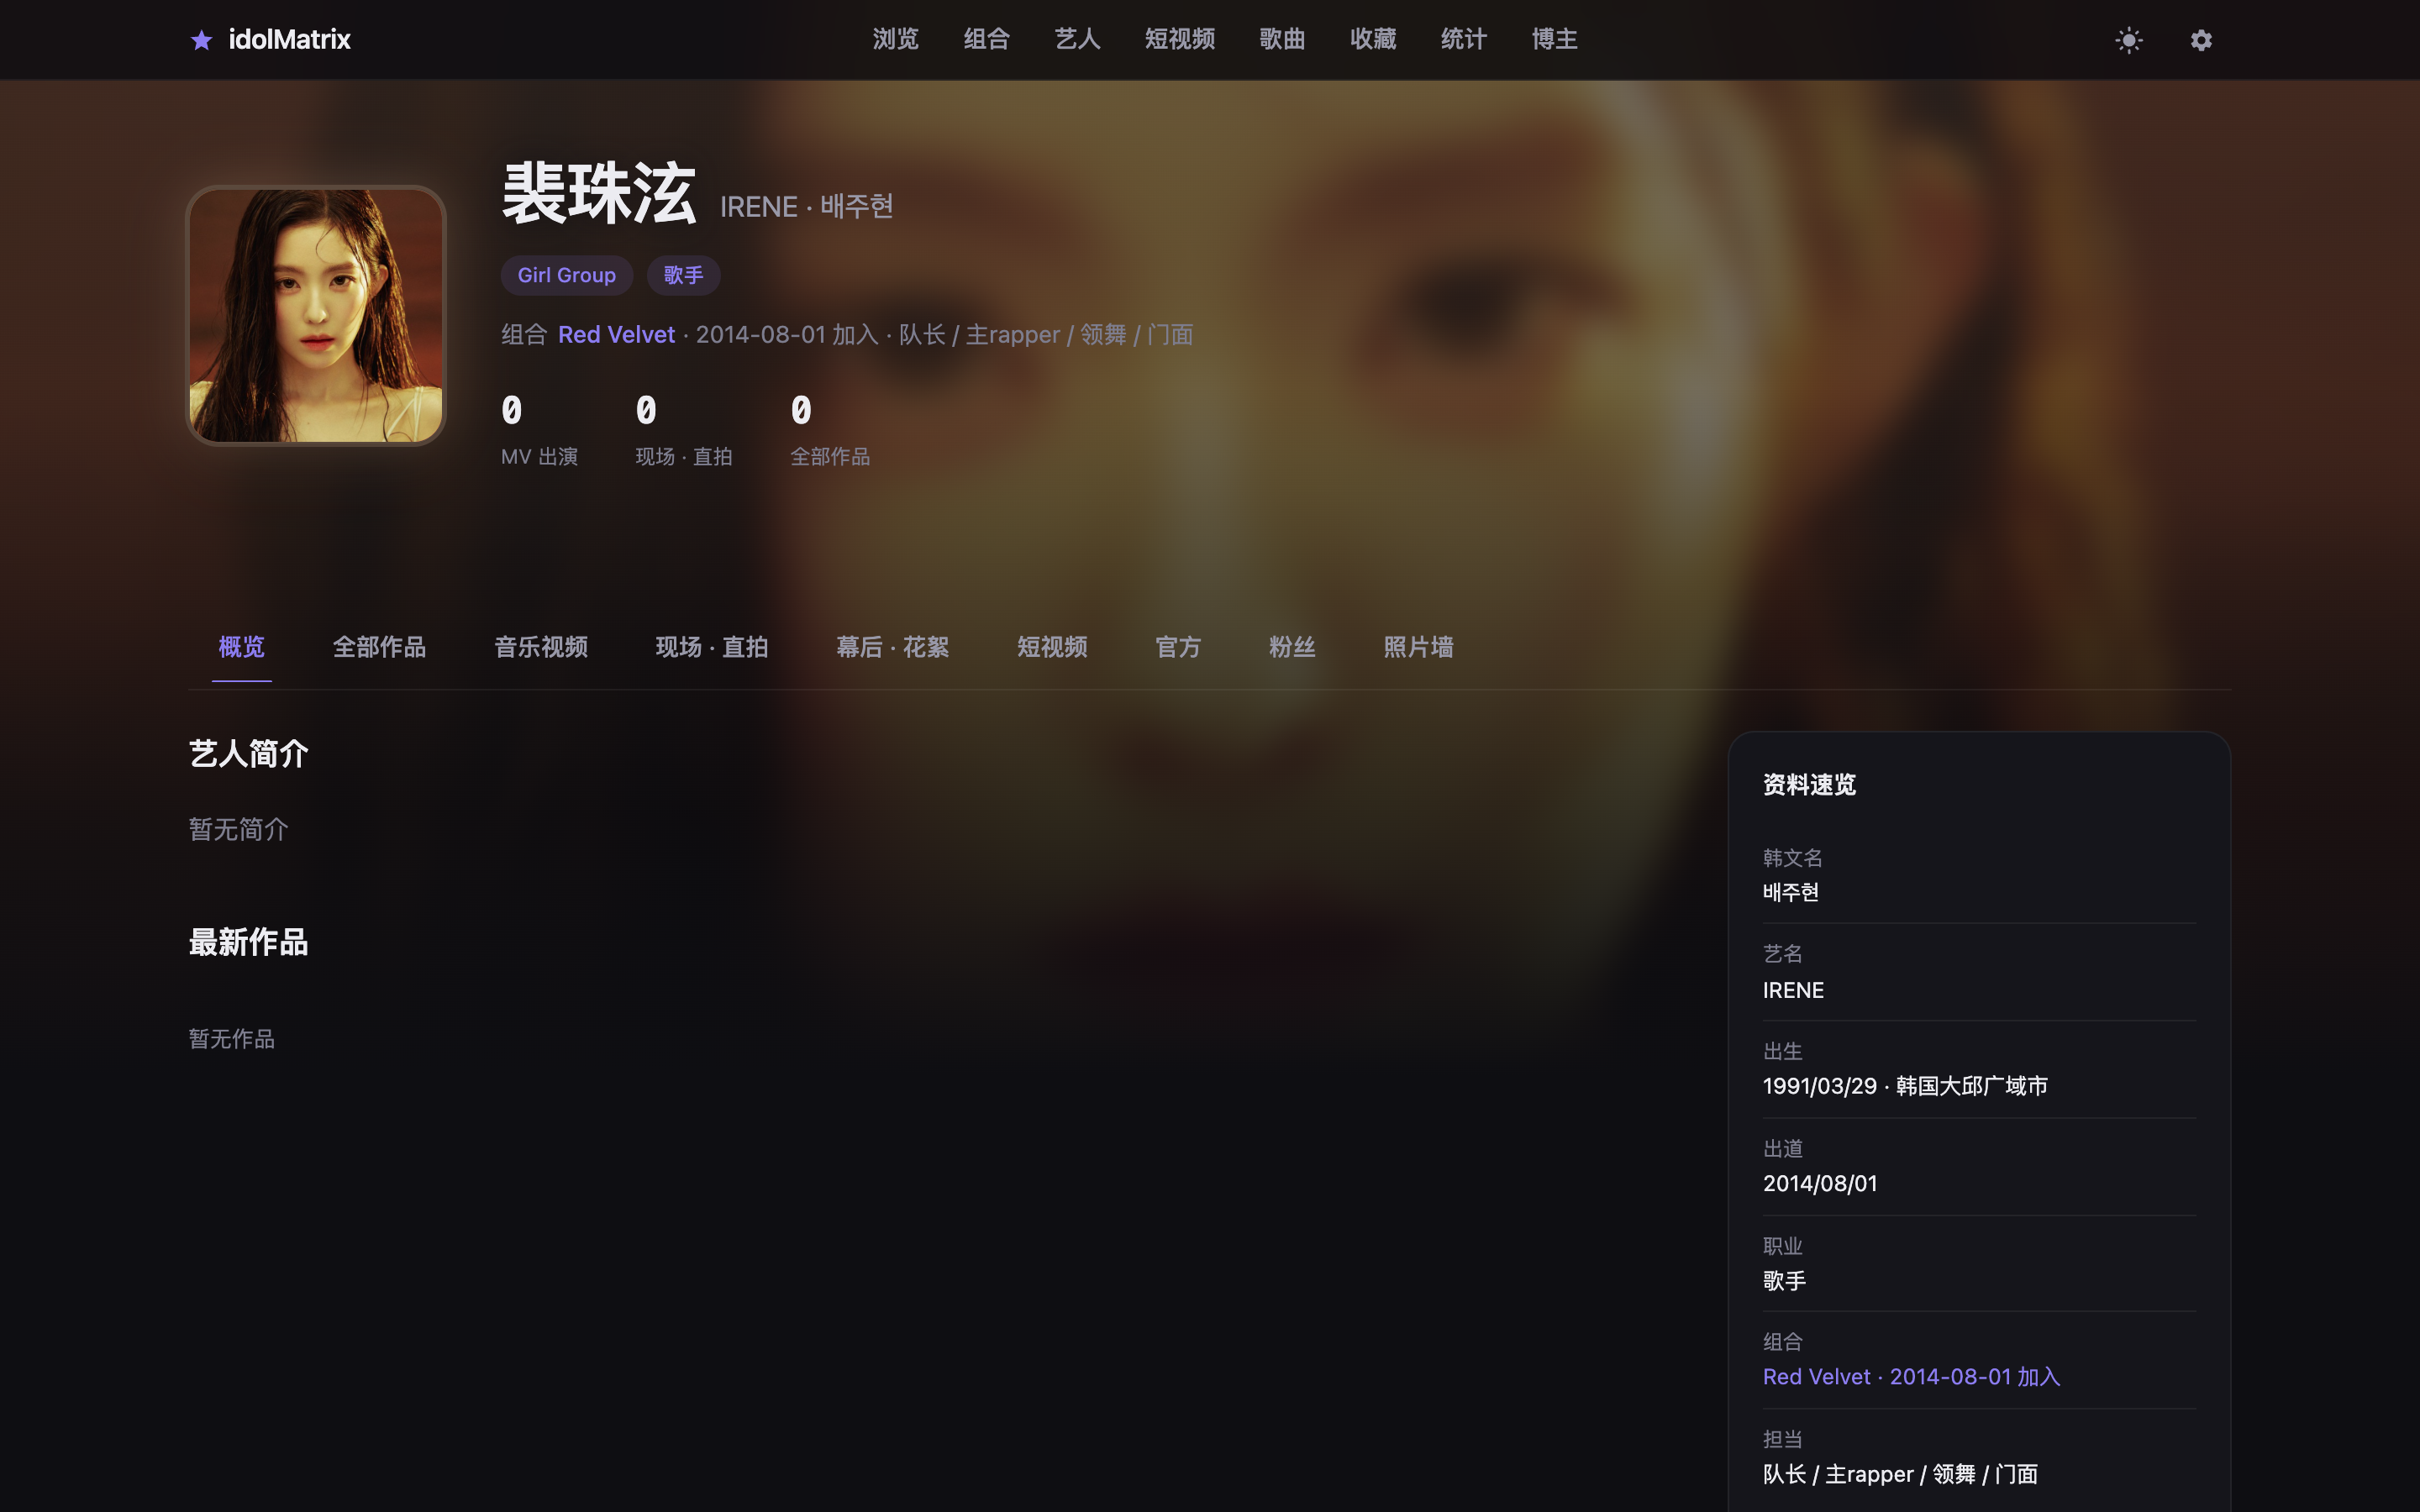 idolMatrix
浏览 组合 艺人 短视频 歌曲 收藏 统计 博主
裴珠泫 IRENE · 배주현
Girl Group 歌手
组合 Red Velvet · 2014-08-01 加入 · 队长 / 主rapper / 领舞 / 门面
0 0 0
MV 出演 现场 · 直拍 全部作品
概览 全部作品 音乐视频 现场 · 直拍 幕后 · 花絮 短视频 官方 粉丝 照片墙
艺人简介
暂无简介
最新作品
暂无作品
资料速览
韩文名
배주현
艺名
IRENE
出生
1991/03/29 · 韩国大邱广域市
出道
2014/08/01
职业
歌手
组合
Red Velvet · 2014-08-01 加入
担当
队长 / 主rapper / 领舞 / 门面